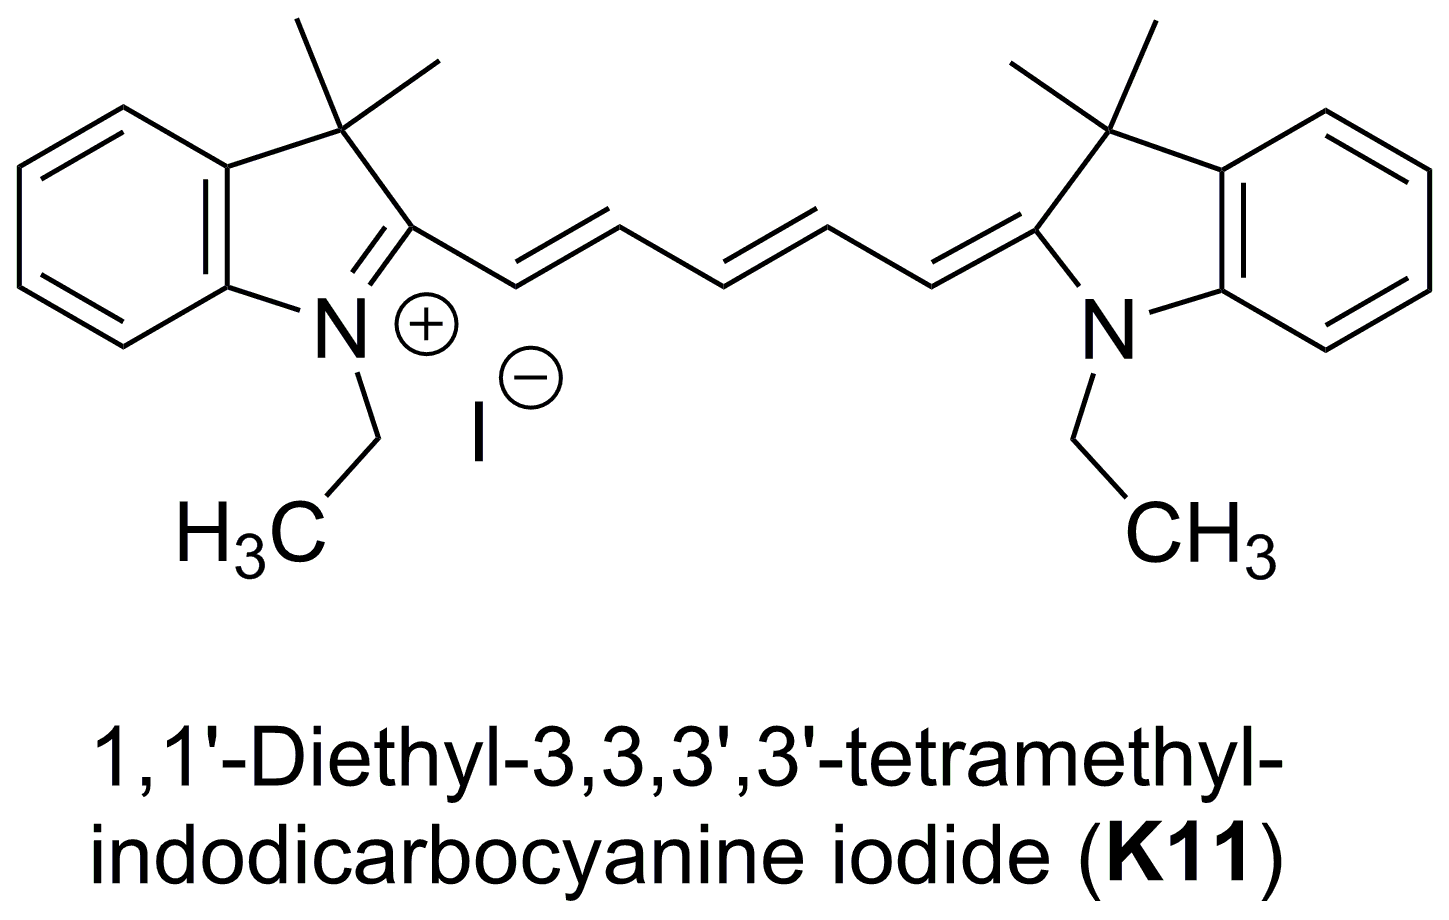 N
+
N
−
I
H3C
CH3
1,1'-Diethyl-3,3,3',3'-tetramethyl-
indodicarbocyanine iodide (K11)